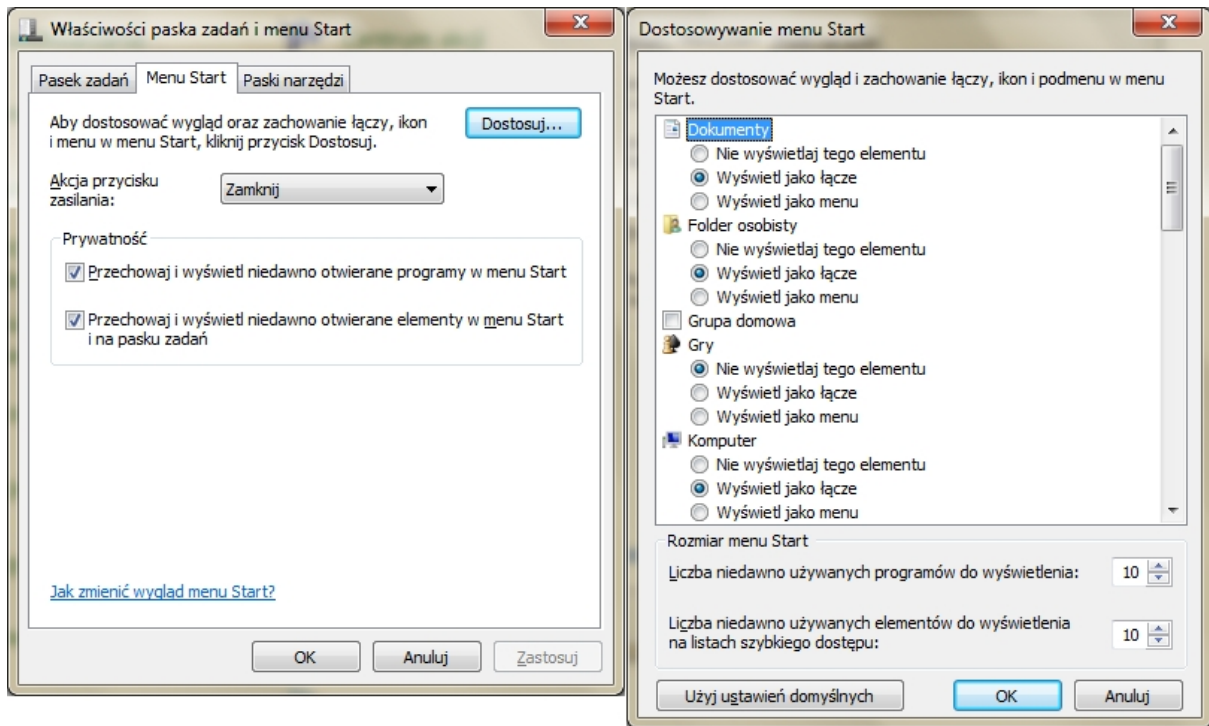 Właściwości paska zadań i menu Start
Pasek zadań
Menu Start
Paski narzędzi
Aby dostosować wygląd oraz zachowanie łączy, ikon
i menu w menu Start, kliknij przycisk Dostosuj.
Dostosuj...
Akcja przycisku
zasilania:
Zamknij
Prywatność
Przechowaj i wyświetl niedawno otwierane programy w menu Start
Przechowaj i wyświetl niedawno otwierane elementy w menu Start
i na pasku zadań
Jak zmienić wygląd menu Start?
OK
Anuluj
Zastosuj
Dostosowywanie menu Start
Możesz dostosować wygląd i zachowanie łączy, ikon i podmenu w menu
Start.
Dokumenty
Nie wyświetlaj tego elementu
Wyświetl jako łącze
Wyświetl jako menu
Folder osobisty
Nie wyświetlaj tego elementu
Wyświetl jako łącze
Wyświetl jako menu
Grupa domowa
Gry
Nie wyświetlaj tego elementu
Wyświetl jako łącze
Wyświetl jako menu
Komputer
Nie wyświetlaj tego elementu
Wyświetl jako łącze
Wyświetl jako menu
Rozmiar menu Start
Liczba niedawno używanych programów do wyświetlenia: 10
Liczba niedawno używanych elementów do wyświetlenia
na listach szybkiego dostępu: 10
Użyj ustawień domyślnych
OK
Anuluj